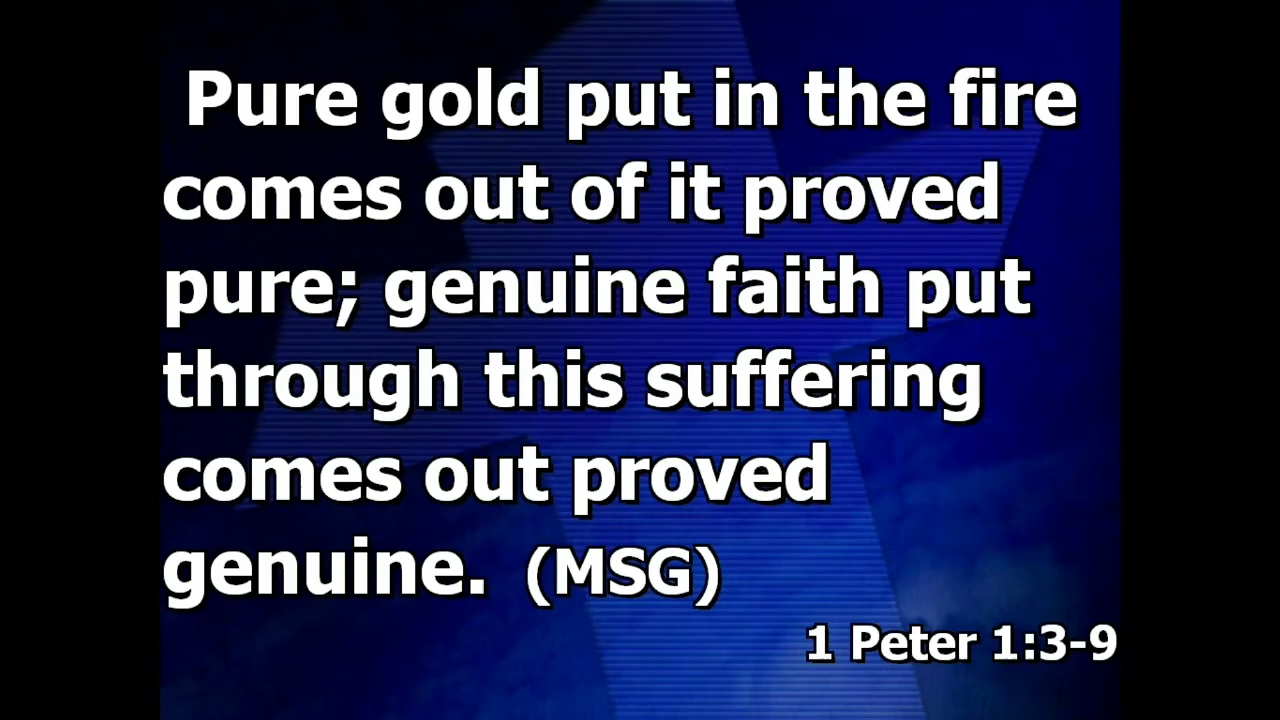 Pure gold put in the fire
comes out of it proved
pure; genuine faith put
through this suffering
comes out proved
genuine. (MSG)
1 Peter 1:3-9